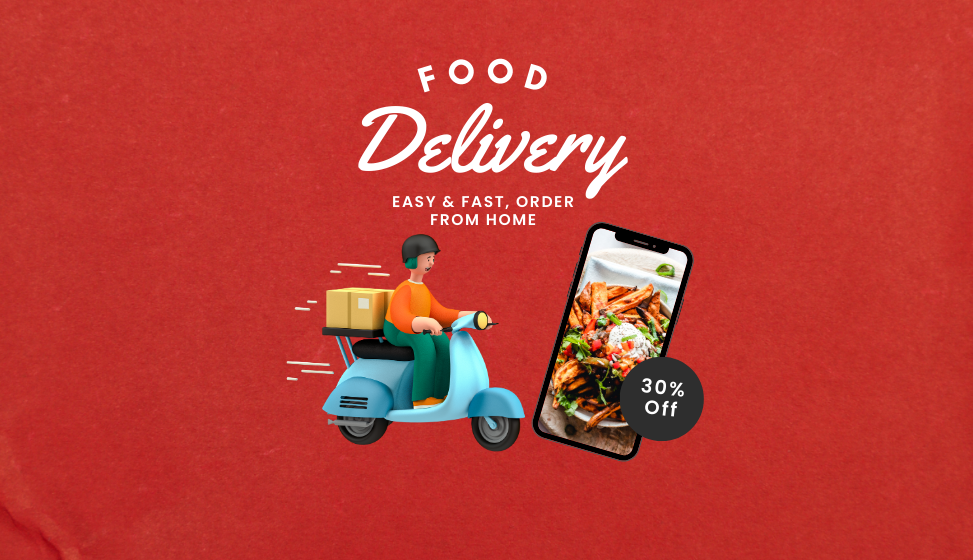 FOOD
Delivery
EASY & FAST, ORDER
FROM HOME
30%
Off